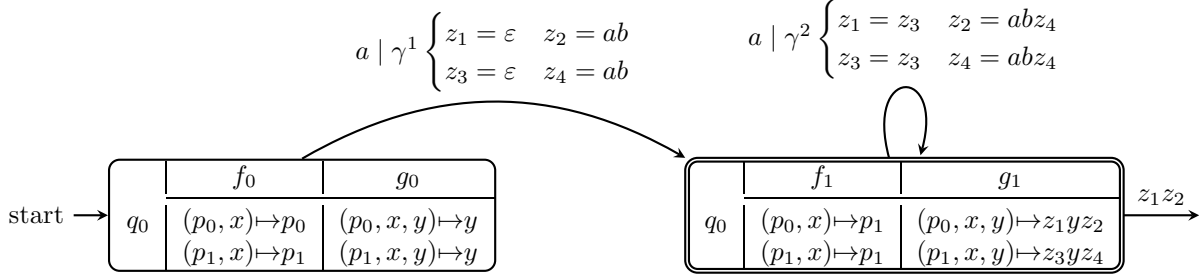 a | γ¹ { z₁ = ε z₂ = ab
z₃ = ε z₄ = ab
a | γ² { z₁ = z₃ z₂ = abz₄
z₃ = z₃ z₄ = abz₄
start
f₀ g₀
q₀ (p₀, x)↦p₀ (p₀, x, y)↦y
(p₁, x)↦p₁ (p₁, x, y)↦y
f₁ g₁
q₀ (p₀, x)↦p₁ (p₀, x, y)↦z₁yz₂
(p₁, x)↦p₁ (p₁, x, y)↦z₃yz₄
z₁z₂